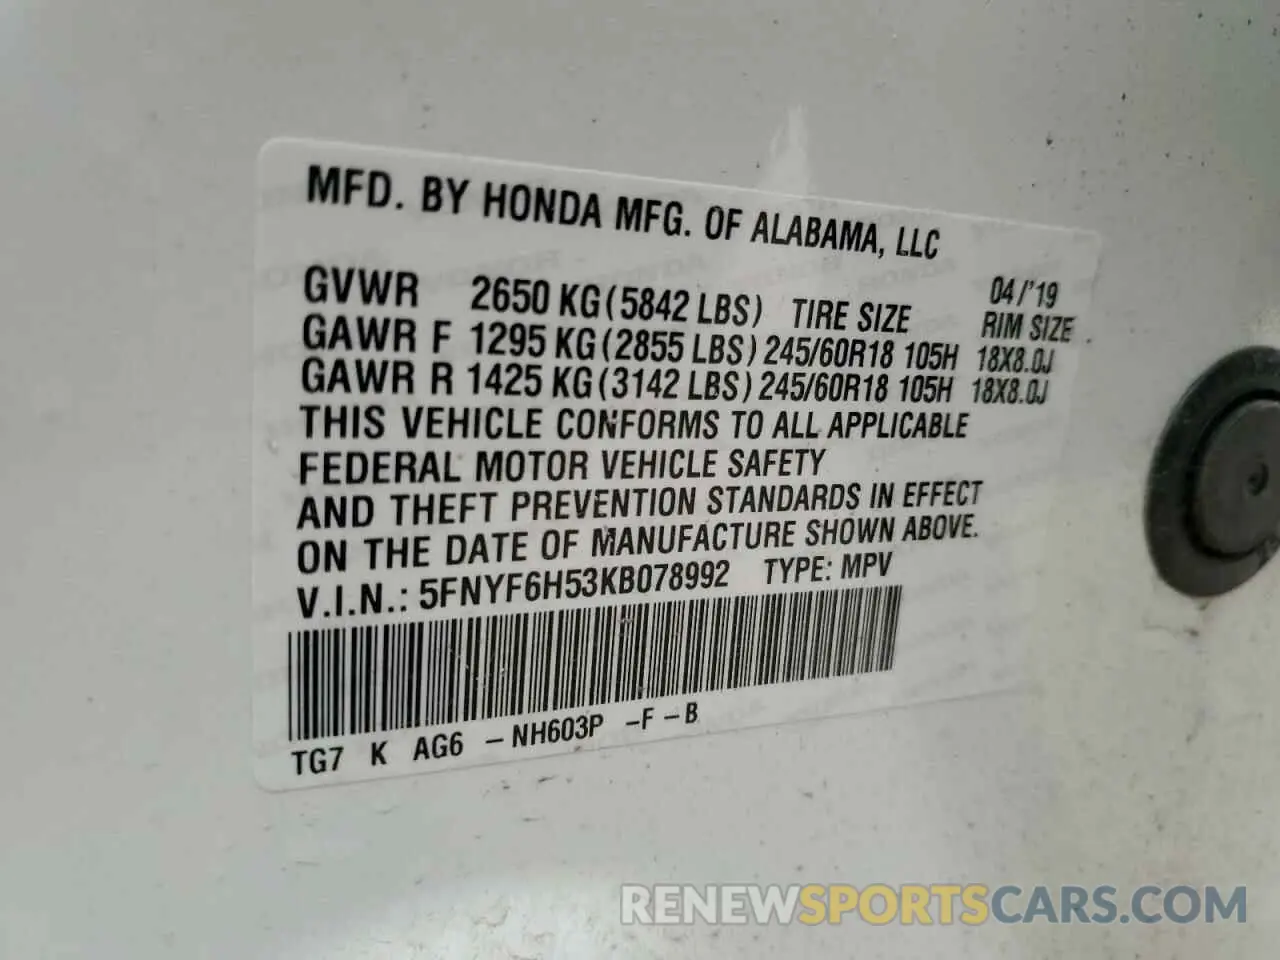 MFD. BY HONDA MFG. OF ALABAMA, LLC
04/'19
GVWR 2650 KG (5842 LBS) TIRE SIZE RIM SIZE
GAWR F 1295 KG (2855 LBS) 245/60R18 105H 18X8.0J
GAWR R 1425 KG (3142 LBS) 245/60R18 105H 18X8.0J
THIS VEHICLE CONFORMS TO ALL APPLICABLE
FEDERAL MOTOR VEHICLE SAFETY
AND THEFT PREVENTION STANDARDS IN EFFECT
ON THE DATE OF MANUFACTURE SHOWN ABOVE.
V.I.N.: 5FNYF6H53KB078992 TYPE: MPV
TG7 K AG6 -NH603P -F-B
RENEWSPORTSCARS.COM